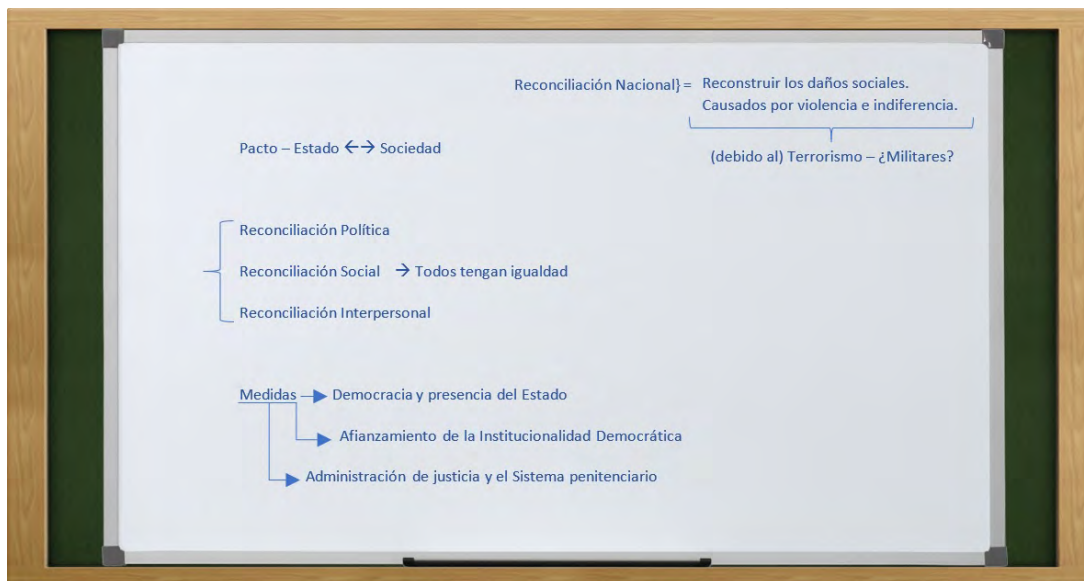 Reconciliación Nacional} = Reconstruir los daños sociales.
Causados por violencia e indiferencia.
(debido al) Terrorismo – ¿Militares?
Pacto – Estado ←→ Sociedad
Reconciliación Política
Reconciliación Social → Todos tengan igualdad
Reconciliación Interpersonal
Medidas → Democracia y presencia del Estado
Afianzamiento de la Institucionalidad Democrática
Administración de justicia y el Sistema penitenciario